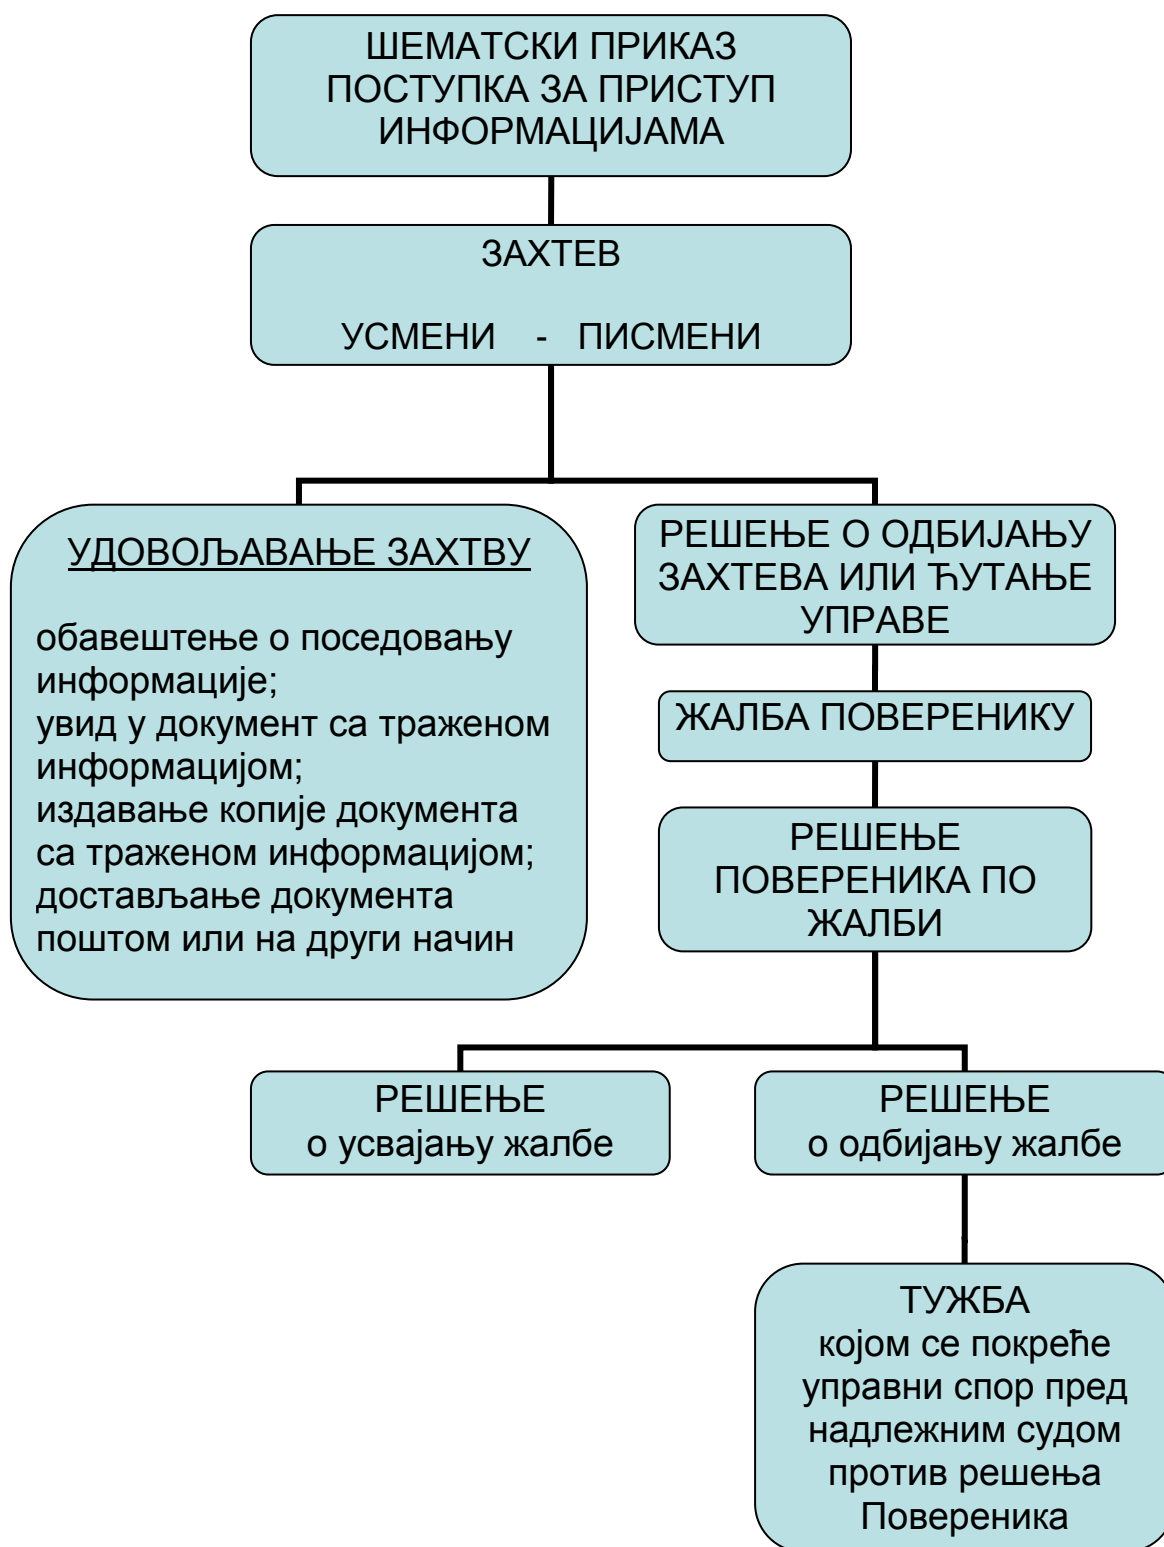 ШЕМАТСКИ ПРИКАЗ
ПОСТУПКА ЗА ПРИСТУП
ИНФОРМАЦИЈАМА
ЗАХТЕВ
УСМЕНИ - ПИСМЕНИ
УДОВОЉАВАЊЕ ЗАХТВУ
обавештење о поседовању
информације;
увид у документ са траженом
информацијом;
издавање копије документа
са траженом информацијом;
достављање документа
поштом или на други начин
РЕШЕЊЕ О ОДБИЈАЊУ
ЗАХТЕВА ИЛИ ЋУТАЊЕ
УПРАВЕ
ЖАЛБА ПОВЕРЕНИКУ
РЕШЕЊЕ
ПОВЕРЕНИКА ПО
ЖАЛБИ
РЕШЕЊЕ
о усвајању жалбе
РЕШЕЊЕ
о одбијању жалбе
ТУЖБА
којом се покреће
управни спор пред
надлежним судом
против решења
Повереника